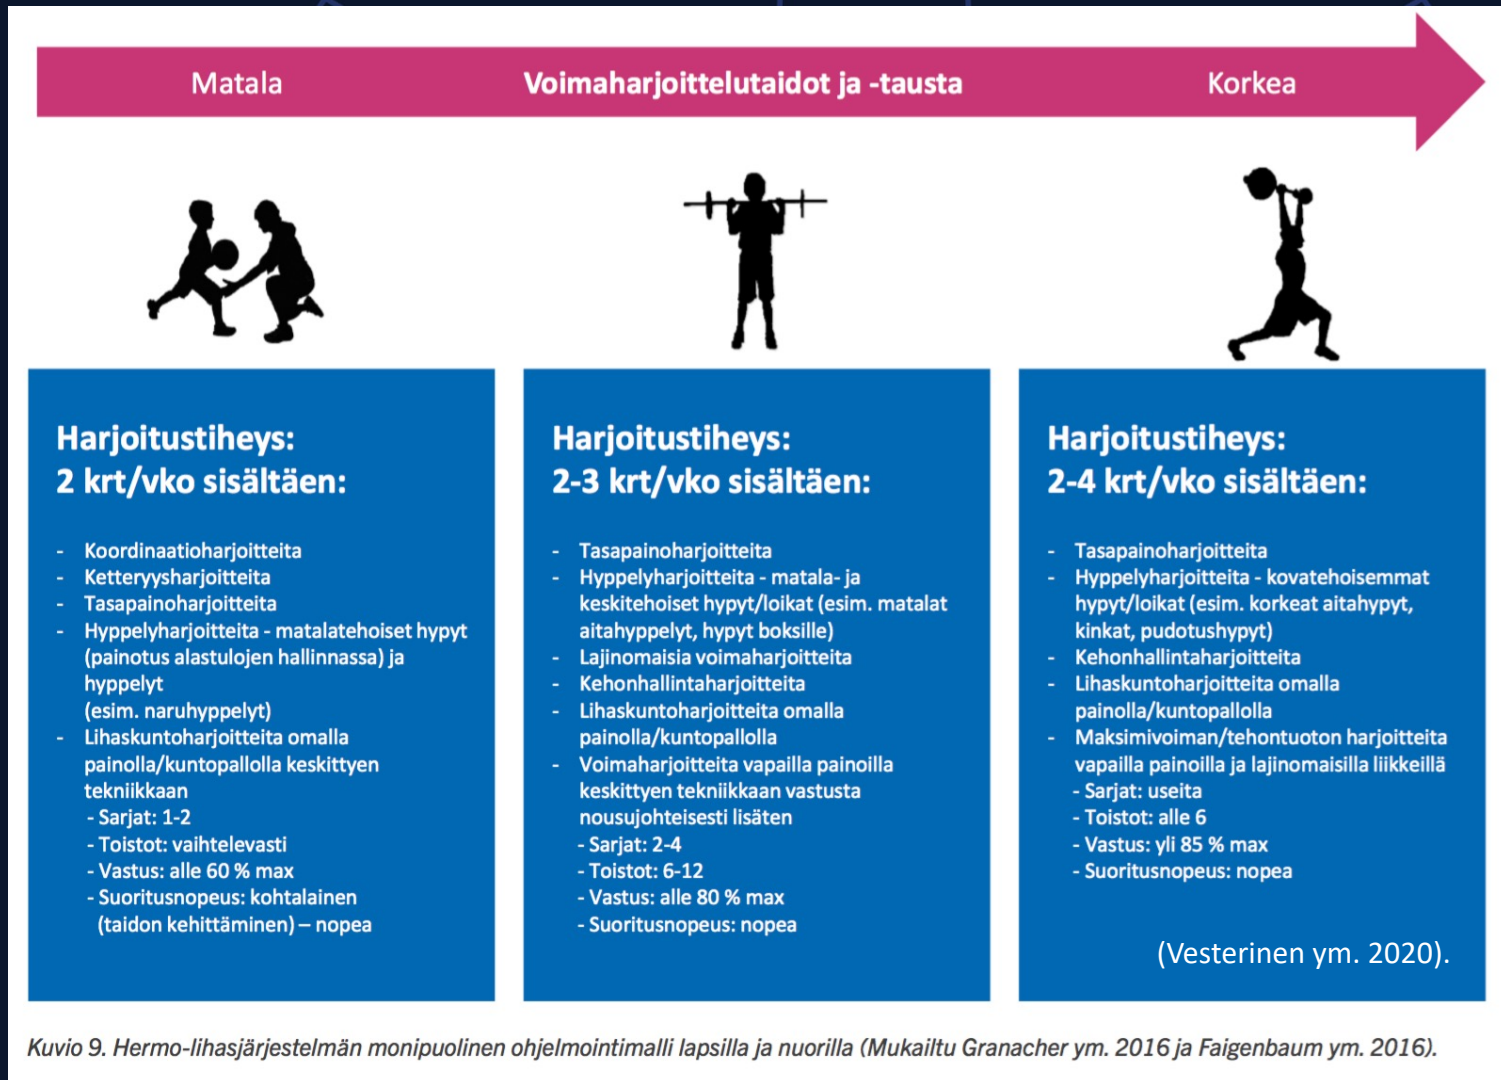 Matala
Voimaharjoittelutaidot ja -tausta
Korkea
Harjoitustiheys:
2 krt/vko sisältäen:
- Koordinaatioharjoitteita
- Ketteryysharjoitteita
- Tasapainoharjoitteita
- Hyppelyharjoitteita - matalatehoiset hypyt
(painotus alastulojen hallinnassa) ja
hyppelyt
(esim. naruhyppelyt)
- Lihaskuntoharjoitteita omalla
painolla/kuntopallolla keskittyen
tekniikkaan
- Sarjat: 1-2
- Toistot: vaihtelevasti
- Vastus: alle 60 % max
- Suoritusnopeus: kohtalainen
(taidon kehittäminen) – nopea
Harjoitustiheys:
2-3 krt/vko sisältäen:
- Tasapainoharjoitteita
- Hyppelyharjoitteita - matala- ja
keskitehoiset hypyt/loikat (esim. matalat
aitahyppelyt, hypyt boksille)
- Lajinomaisia voimaharjoitteita
- Kehonhallintaharjoitteita
- Lihaskuntoharjoitteita omalla
painolla/kuntopallolla
- Voimaharjoitteita vapailla painoilla
keskittyen tekniikkaan vastusta
nousujohteisesti lisäten
- Sarjat: 2-4
- Toistot: 6-12
- Vastus: alle 80 % max
- Suoritusnopeus: nopea
Harjoitustiheys:
2-4 krt/vko sisältäen:
- Tasapainoharjoitteita
- Hyppelyharjoitteita - kovatehoisemmat
hypyt/loikat (esim. korkeat aitahypyt,
kinkat, pudotushypyt)
- Kehonhallintaharjoitteita
- Lihaskuntoharjoitteita omalla
painolla/kuntopallolla
- Maksimivoiman/tehontuoton harjoitteita
vapailla painoilla ja lajinomaisilla liikkeillä
- Sarjat: useita
- Toistot: alle 6
- Vastus: yli 85 % max
- Suoritusnopeus: nopea
(Vesterinen ym. 2020).
Kuvio 9. Hermo-lihasjärjestelmän monipuolinen ohjelmointimalli lapsilla ja nuorilla (Mukailtu Granacher ym. 2016 ja Faigenbaum ym. 2016).